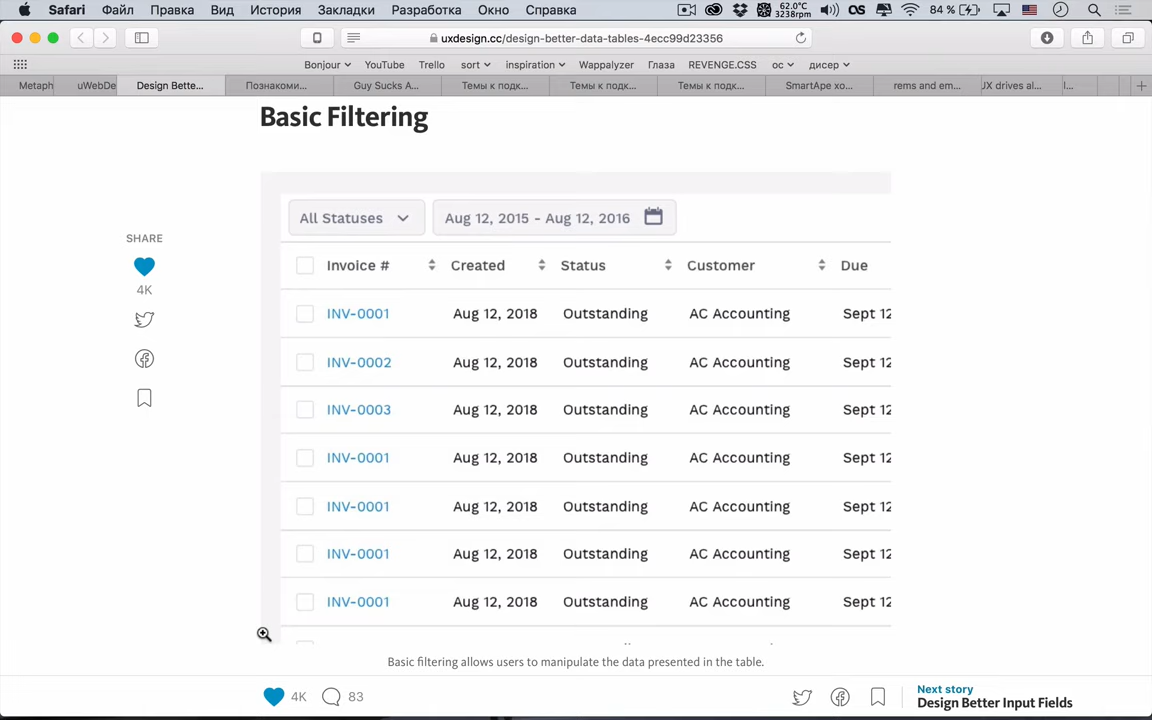 Safari Файл Правка Вид История Закладки Разработка Окно Справка 62.0°C 3238rpm 84 %
uxdesign.cc/design-better-data-tables-4ecc99d23356
Bonjour YouTube Trello sort inspiration Wappalyzer Глаза REVENGE.CSS ос дисер
Metaph uWebDe Design Bette... Познакоми... Guy Sucks A... Темы к подк... Темы к подк... Темы к подк... SmartApe хо... rems and em... JX drives al... I...
Basic Filtering
All Statuses Aug 12, 2015 - Aug 12, 2016
SHARE
4K
Invoice # Created Status Customer Due
INV-0001 Aug 12, 2018 Outstanding AC Accounting Sept 12
INV-0002 Aug 12, 2018 Outstanding AC Accounting Sept 12
INV-0003 Aug 12, 2018 Outstanding AC Accounting Sept 12
INV-0001 Aug 12, 2018 Outstanding AC Accounting Sept 12
INV-0001 Aug 12, 2018 Outstanding AC Accounting Sept 12
INV-0001 Aug 12, 2018 Outstanding AC Accounting Sept 12
INV-0001 Aug 12, 2018 Outstanding AC Accounting Sept 12
Basic filtering allows users to manipulate the data presented in the table.
4K 83
Next story
Design Better Input Fields